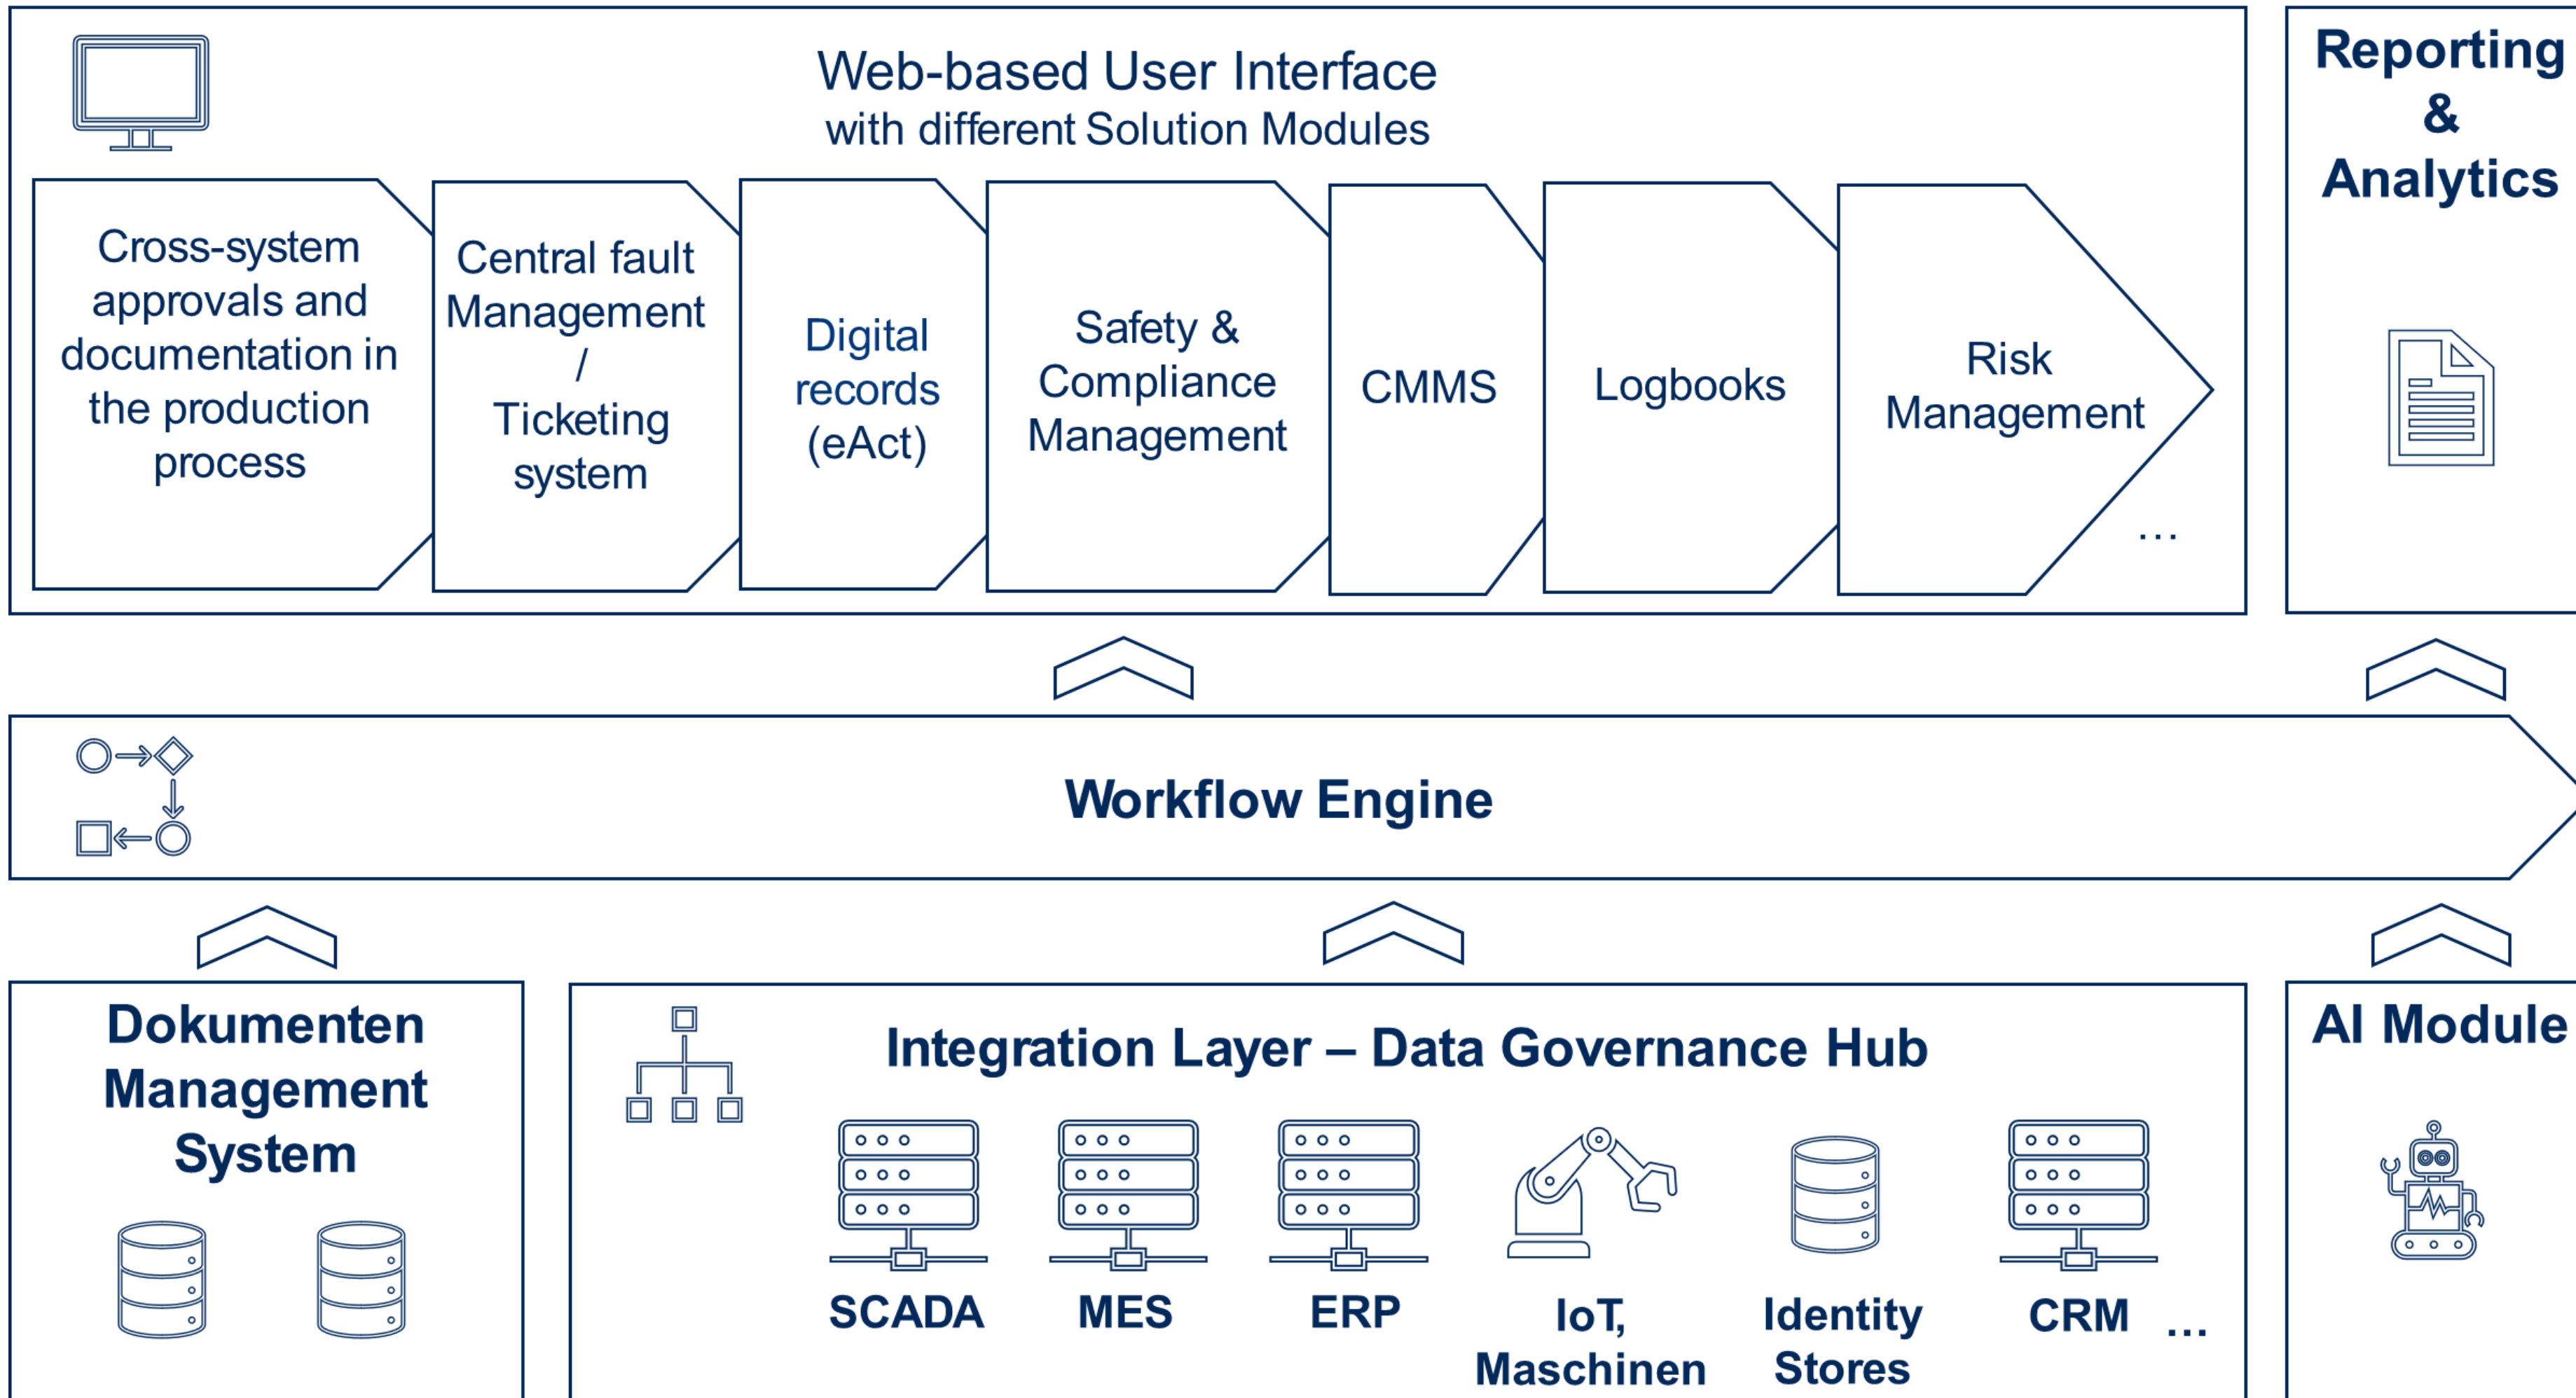 Web-based User Interface
with different Solution Modules
Cross-system
approvals and
documentation in
the production
process
Central fault
Management
/
Ticketing
system
Digital
records
(eAct)
Safety &
Compliance
Management
CMMS
Logbooks
Risk
Management
...
Reporting
&
Analytics
Workflow Engine
Dokumenten
Management
System
Integration Layer – Data Governance Hub
SCADA
MES
ERP
IoT,
Maschinen
Identity
Stores
CRM
...
AI Module